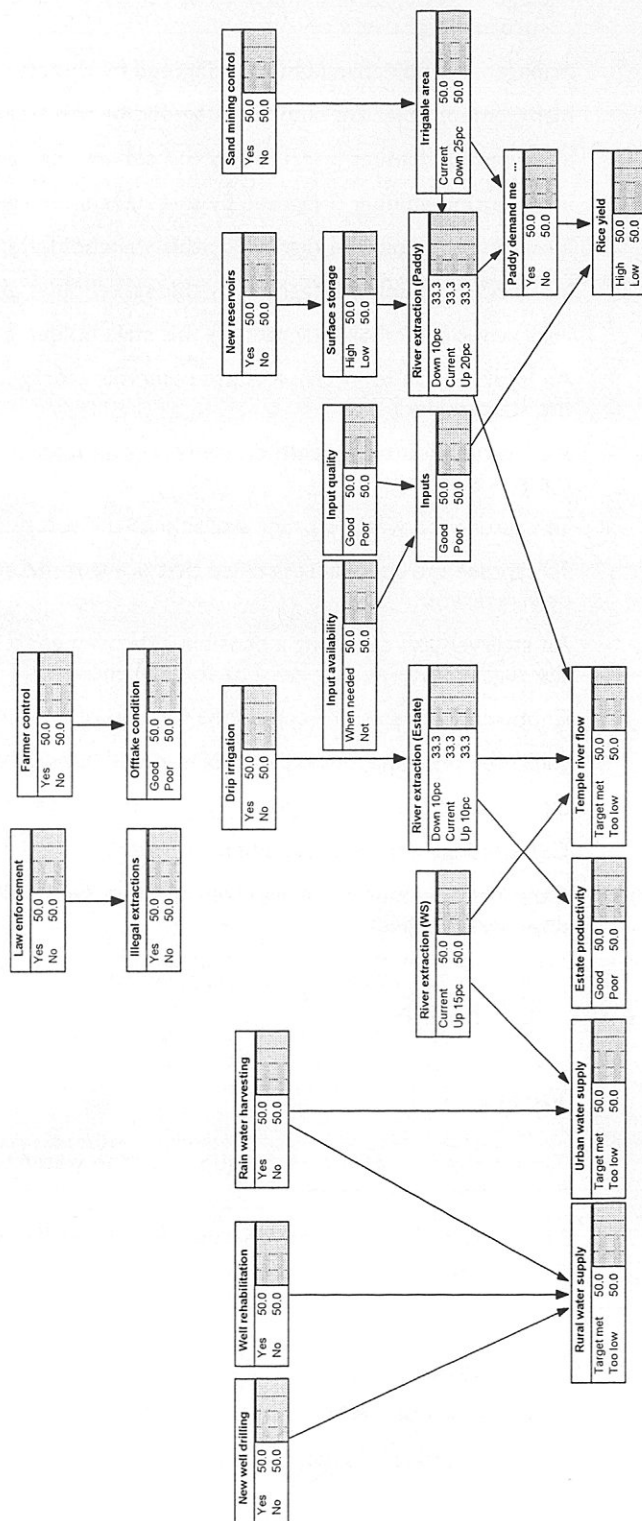 Law enforcement
Yes 50.0
No 50.0
Farmer control
Yes 50.0
No 50.0
Illegal extractions
Yes 50.0
No 50.0
Offtake condition
Good 50.0
Poor 50.0
New well drilling
Yes 50.0
No 50.0
Well rehabilitation
Yes 50.0
No 50.0
Rain water harvesting
Yes 50.0
No 50.0
Drip irrigation
Yes 50.0
No 50.0
New reservoirs
Yes 50.0
No 50.0
Sand mining control
Yes 50.0
No 50.0
Input availability
When needed 50.0
Not 50.0
Input quality
Good 50.0
Poor 50.0
Surface storage
High 50.0
Low 50.0
River extraction (WS)
Current 50.0
Up 15pc 50.0
River extraction (Estate)
Down 10pc 33.3
Current 33.3
Up 10pc 33.3
Inputs
Good 50.0
Poor 50.0
River extraction (Paddy)
Down 10pc 33.3
Current 33.3
Up 20pc 33.3
Irrigable area
Current 50.0
Down 25pc 50.0
Paddy demand me ...
Yes 50.0
No 50.0
Rural water supply
Target met 50.0
Too low 50.0
Urban water supply
Target met 50.0
Too low 50.0
Estate productivity
Good 50.0
Poor 50.0
Temple river flow
Target met 50.0
Too low 50.0
Rice yield
High 50.0
Low 50.0